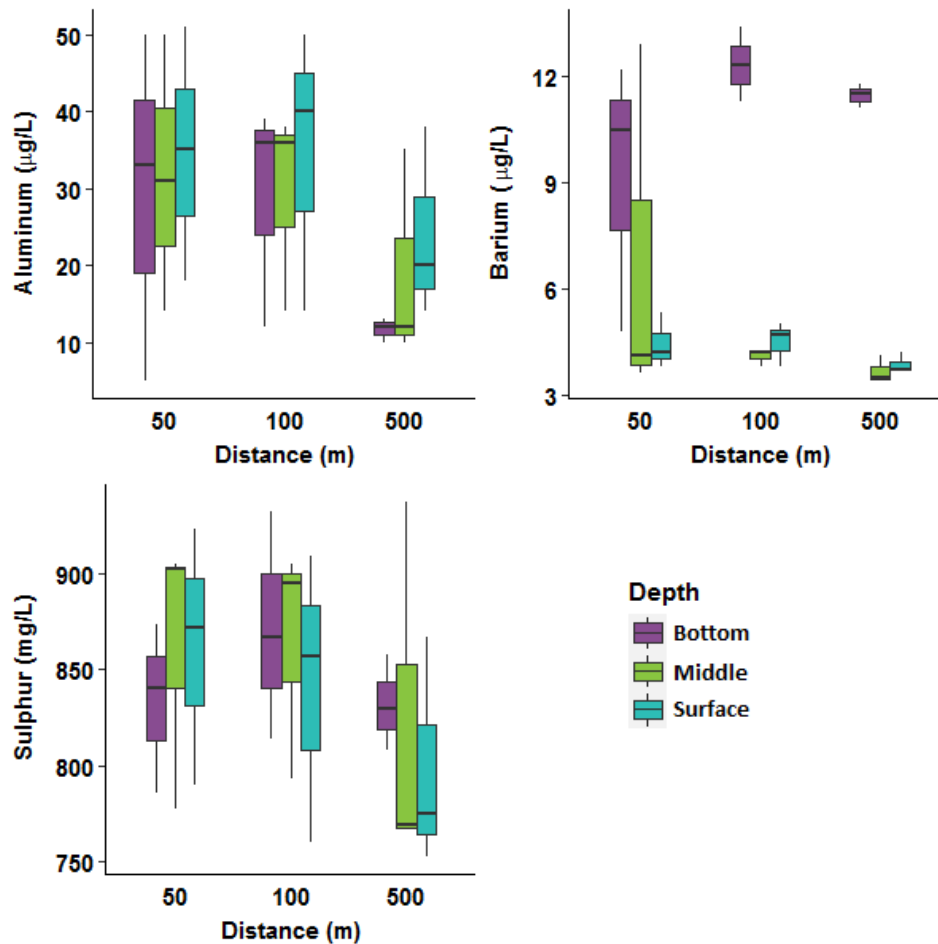 Aluminum (µg/L)
50
40
30
20
10
50 100 500
Distance (m)
Barium ( µg/L)
12
9
6
3
50 100 500
Distance (m)
Sulphur (mg/L)
900
850
800
750
50 100 500
Distance (m)
Depth
Bottom
Middle
Surface